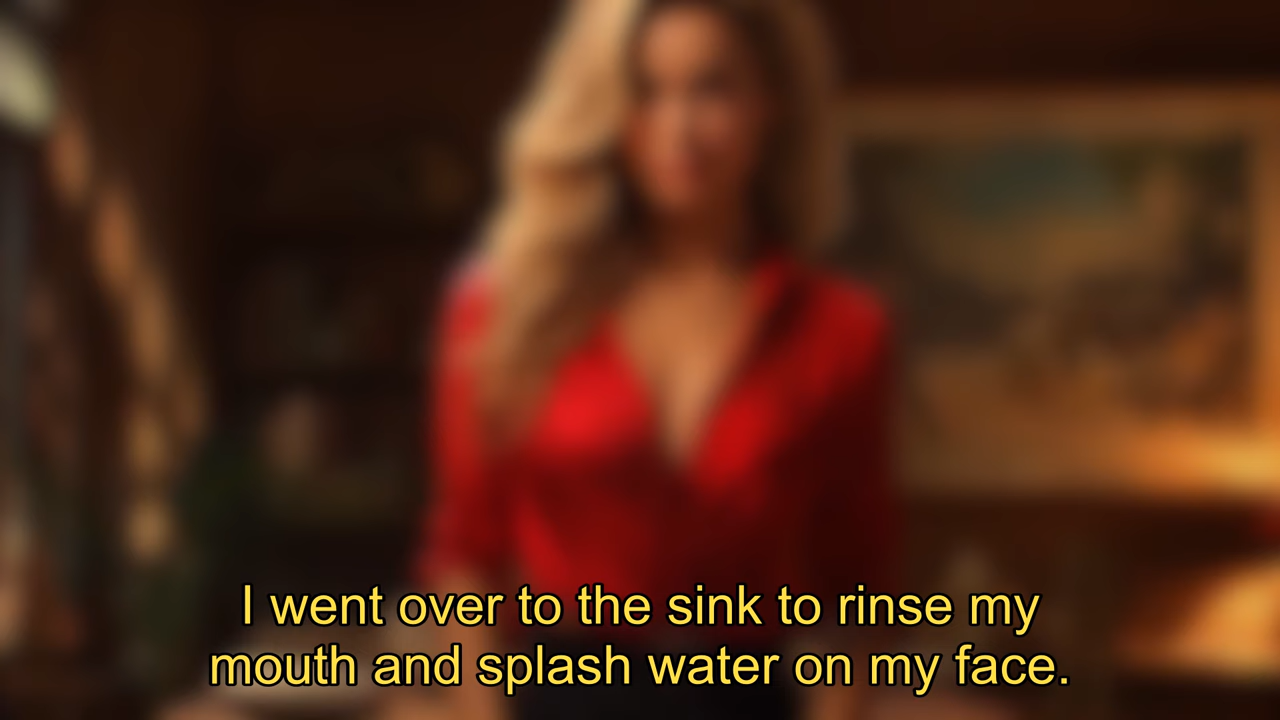 I went over to the sink to rinse my
mouth and splash water on my face.